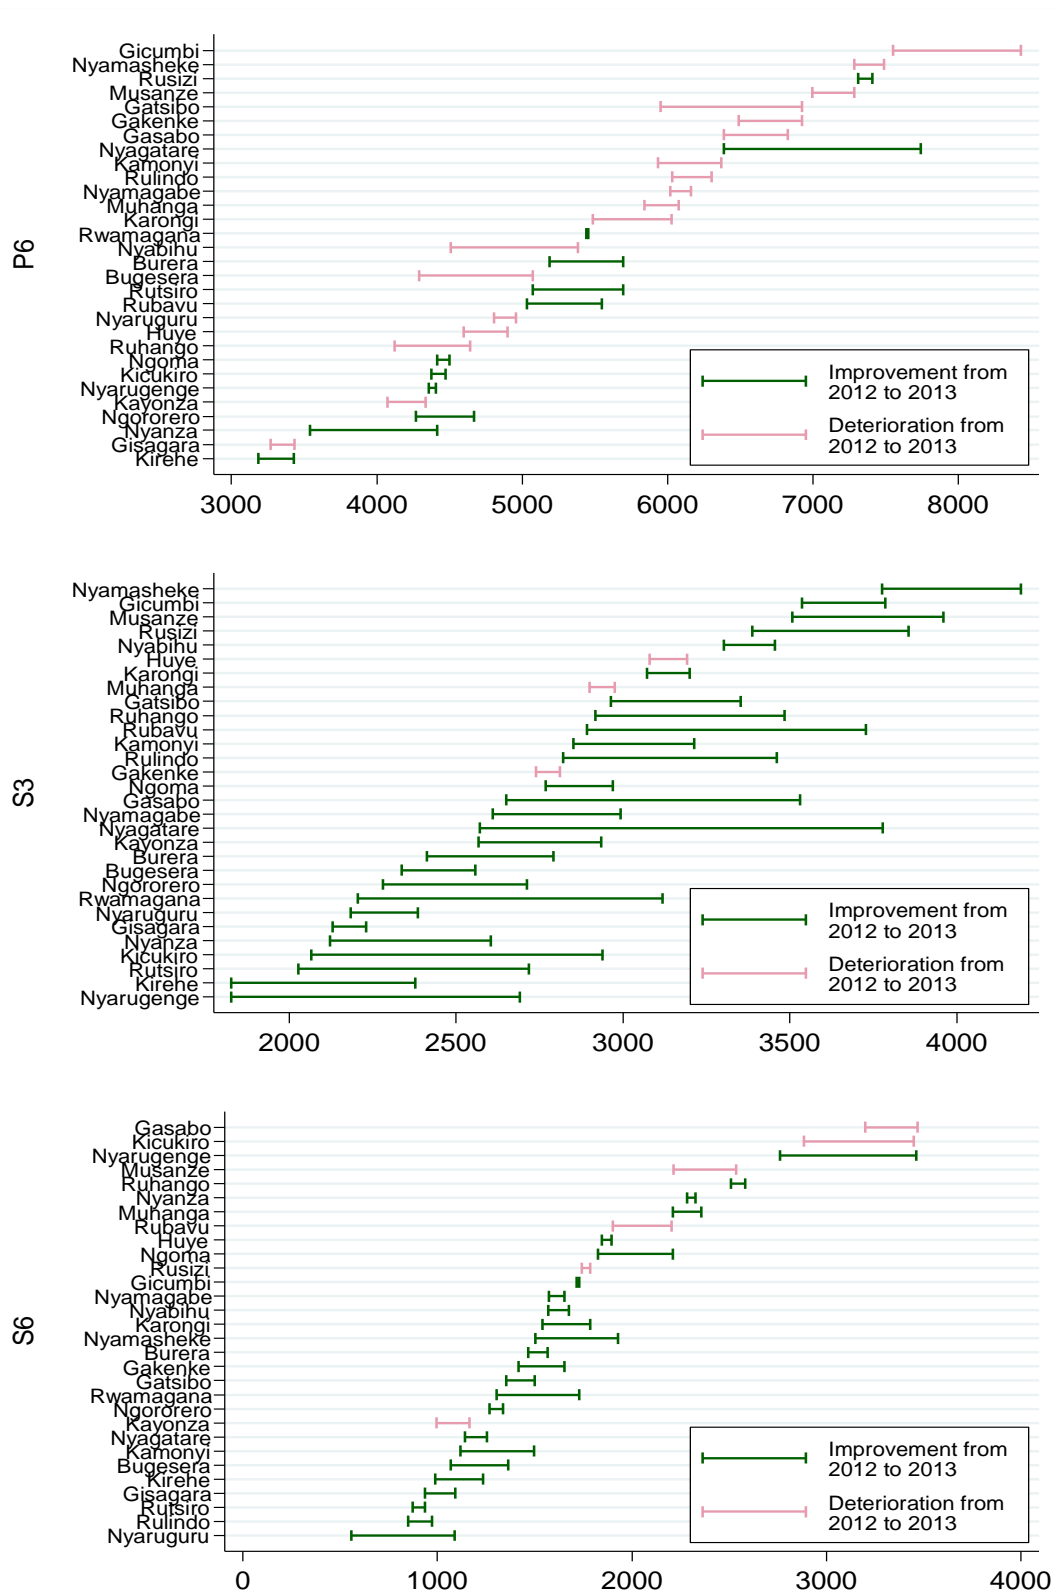 P6
Gicumbi
Nyamasheke
Rusizi
Musanze
Gatsibo
Gakenke
Gasabo
Nyagatare
Kamonyi
Rulindo
Nyamagabe
Muhanga
Karongi
Rwamagana
Nyabihu
Burera
Bugesera
Rutsiro
Rubavu
Nyaruguru
Huye
Ruhango
Ngoma
Kicukiro
Nyarugenge
Kayonza
Ngororero
Nyanza
Gisagara
Kirehe
Improvement from
2012 to 2013
Deterioration from
2012 to 2013
3000 4000 5000 6000 7000 8000
S3
Nyamasheke
Gicumbi
Musanze
Rusizi
Nyabihu
Huye
Karongi
Muhanga
Gatsibo
Ruhango
Rubavu
Kamonyi
Rulindo
Gakenke
Ngoma
Gasabo
Nyamagabe
Nyagatare
Kayonza
Burera
Bugesera
Ngororero
Rwamagana
Nyaruguru
Gisagara
Nyanza
Kicukiro
Rutsiro
Kirehe
Nyarugenge
Improvement from
2012 to 2013
Deterioration from
2012 to 2013
2000 2500 3000 3500 4000
S6
Gasabo
Kicukiro
Nyarugenge
Musanze
Ruhango
Nyanza
Muhanga
Rubavu
Huye
Ngoma
Rusizi
Gicumbi
Nyamagabe
Nyabihu
Karongi
Nyamasheke
Burera
Gakenke
Gatsibo
Rwamagana
Ngororero
Kayonza
Nyagatare
Kamonyi
Bugesera
Kirehe
Gisagara
Rutsiro
Rulindo
Nyaruguru
Improvement from
2012 to 2013
Deterioration from
2012 to 2013
0 1000 2000 3000 4000